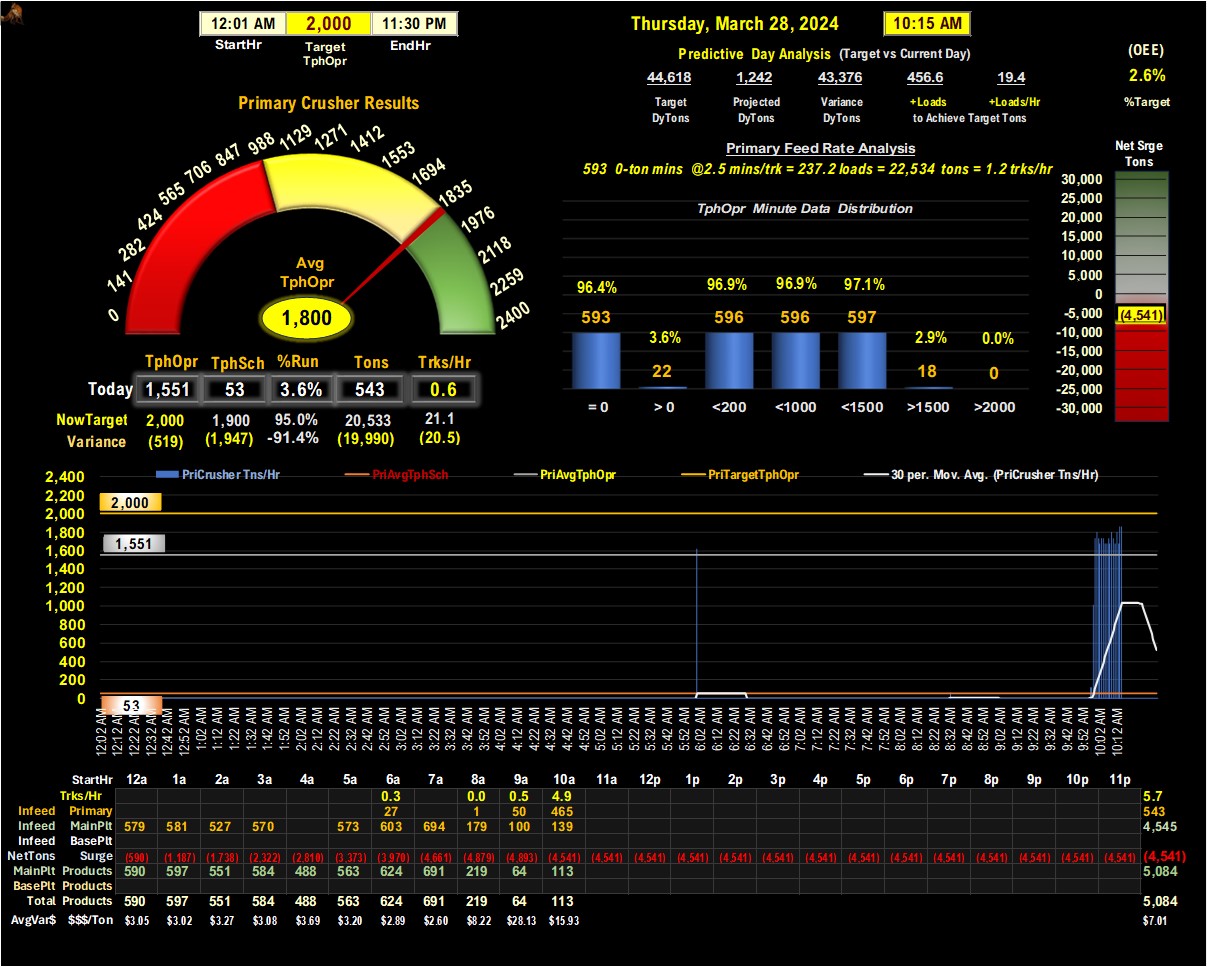 12:01 AM 2,000 11:30 PM
StartHr Target TphOpr EndHr
Thursday, March 28, 2024 10:15 AM
Predictive Day Analysis (Target vs Current Day)
(OEE)
2.6%
%Target
44,618 1,242 43,376 456.6 19.4
Target Projected Variance +Loads +Loads/Hr
DyTons DyTons DyTons to Achieve Target Tons
Primary Crusher Results
0 141 282 424 565 706 847 988 1129 1271 1412 1553 1694 1835 1976 2118 2259 2400
Avg
TphOpr
1,800
Primary Feed Rate Analysis
593 0-ton mins @2.5 mins/trk = 237.2 loads = 22,534 tons = 1.2 trks/hr
TphOpr Minute Data Distribution
96.4% 3.6% 96.9% 96.9% 97.1% 2.9% 0.0%
593 22 596 596 597 18 0
= 0 > 0 <200 <1000 <1500 >1500 >2000
Net Srge
Tons
30,000
25,000
20,000
15,000
10,000
5,000
0
-5,000
(4,541)
-10,000
-15,000
-20,000
-25,000
-30,000
TphOpr TphSch %Run Tons Trks/Hr
Today 1,551 53 3.6% 543 0.6
NowTarget 2,000 1,900 95.0% 20,533 21.1
Variance (519) (1,947) -91.4% (19,990) (20.5)
PriCrusher Tns/Hr PriAvgTphSch PriAvgTphOpr PriTargetTphOpr 30 per. Mov. Avg. (PriCrusher Tns/Hr)
2,400
2,200
2,000
1,800
1,600
1,400
1,200
1,000
800
600
400
200
0
2,000
1,551
53
12:02 AM 12:12 AM 12:22 AM 12:32 AM 12:42 AM 12:52 AM 1:02 AM 1:12 AM 1:22 AM 1:32 AM 1:42 AM 1:52 AM 2:02 AM 2:12 AM 2:22 AM 2:32 AM 2:42 AM 2:52 AM 3:02 AM 3:12 AM 3:22 AM 3:32 AM 3:42 AM 3:52 AM 4:02 AM 4:12 AM 4:22 AM 4:32 AM 4:42 AM 4:52 AM 5:02 AM 5:12 AM 5:22 AM 5:32 AM 5:42 AM 5:52 AM 6:02 AM 6:12 AM 6:22 AM 6:32 AM 6:42 AM 6:52 AM 7:02 AM 7:12 AM 7:22 AM 7:32 AM 7:42 AM 7:52 AM 8:02 AM 8:12 AM 8:22 AM 8:32 AM 8:42 AM 8:52 AM 9:02 AM 9:12 AM 9:22 AM 9:32 AM 9:42 AM 9:52 AM 10:02 AM 10:12 AM
StartHr 12a 1a 2a 3a 4a 5a 6a 7a 8a 9a 10a 11a 12p 1p 2p 3p 4p 5p 6p 7p 8p 9p 10p 11p
Trks/Hr 0.3 0.0 0.5 4.9 5.7
Infeed Primary 27 1 50 465 543
Infeed MainPlt 579 581 527 570 573 603 694 179 100 139 4,545
Infeed BasePlt
NetTons Surge (590) (1,187) (1,738) (2,322) (2,810) (3,373) (3,970) (4,661) (4,879) (4,893) (4,541) (4,541) (4,541) (4,541) (4,541) (4,541) (4,541) (4,541) (4,541) (4,541) (4,541) (4,541) (4,541) (4,541) (4,541)
MainPlt Products 590 597 551 584 488 563 624 691 219 64 113 5,084
BasePlt Products
Total Products 590 597 551 584 488 563 624 691 219 64 113 5,084
AvgVar$ $$$/Ton $3.05 $3.02 $3.27 $3.08 $3.69 $3.20 $2.89 $2.60 $8.22 $28.13 $15.93 $7.01